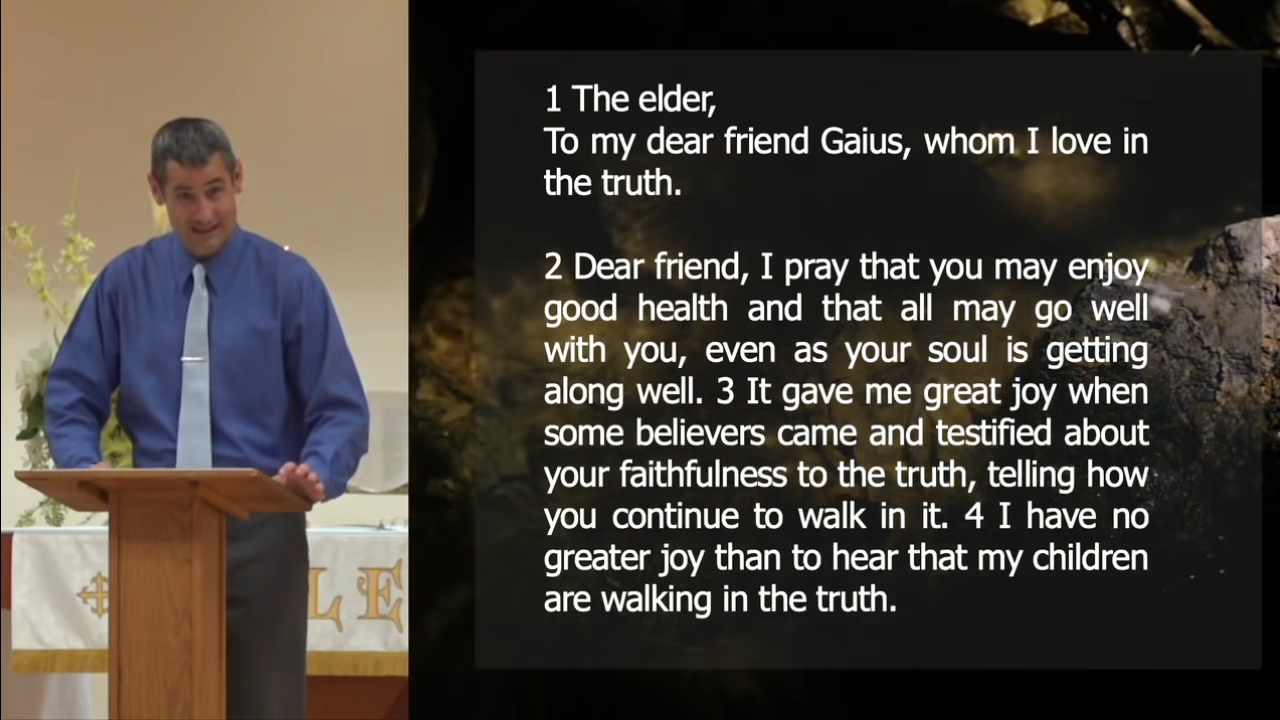 1 The elder,
To my dear friend Gaius, whom I love in
the truth.
2 Dear friend, I pray that you may enjoy
good health and that all may go well
with you, even as your soul is getting
along well. 3 It gave me great joy when
some believers came and testified about
your faithfulness to the truth, telling how
you continue to walk in it. 4 I have no
greater joy than to hear that my children
are walking in the truth.
LE